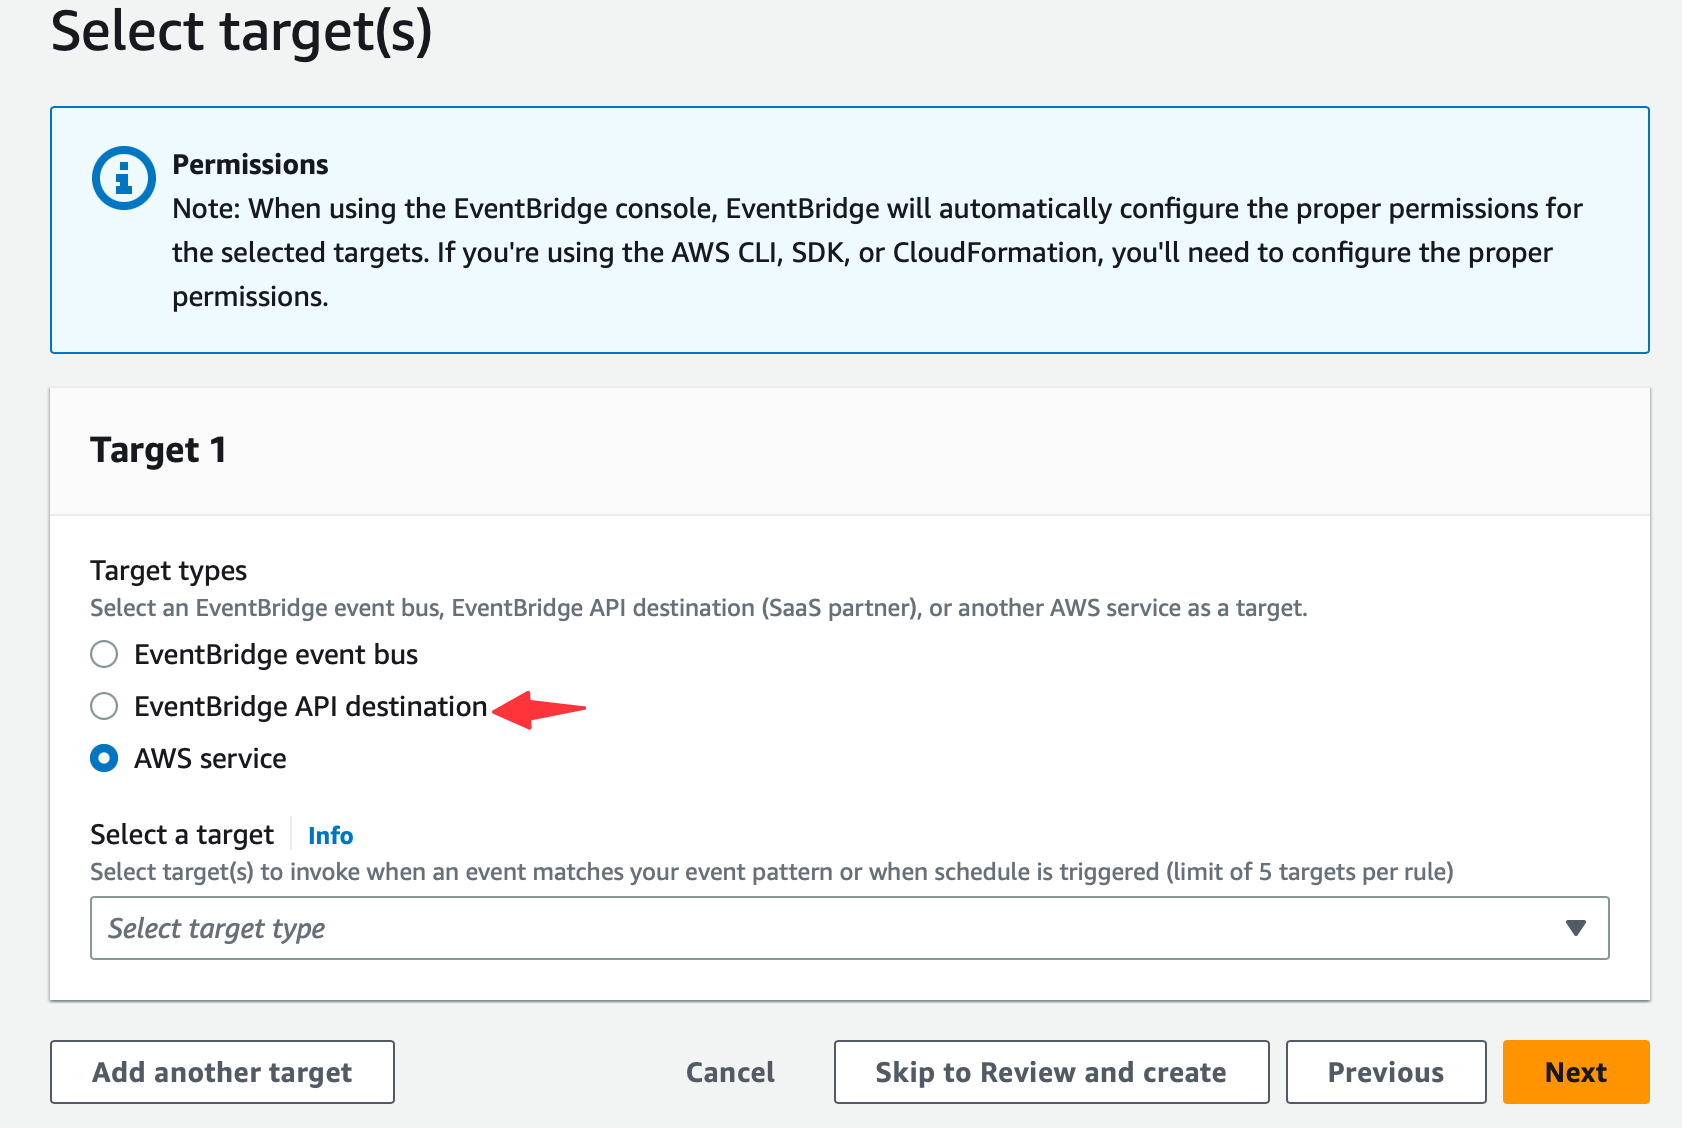 Select target(s)
Permissions
Note: When using the EventBridge console, EventBridge will automatically configure the proper permissions for
the selected targets. If you're using the AWS CLI, SDK, or CloudFormation, you'll need to configure the proper
permissions.
Target 1
Target types
Select an EventBridge event bus, EventBridge API destination (SaaS partner), or another AWS service as a target.
EventBridge event bus
EventBridge API destination
AWS service
Select a target Info
Select target(s) to invoke when an event matches your event pattern or when schedule is triggered (limit of 5 targets per rule)
Select target type
Add another target Cancel Skip to Review and create Previous Next